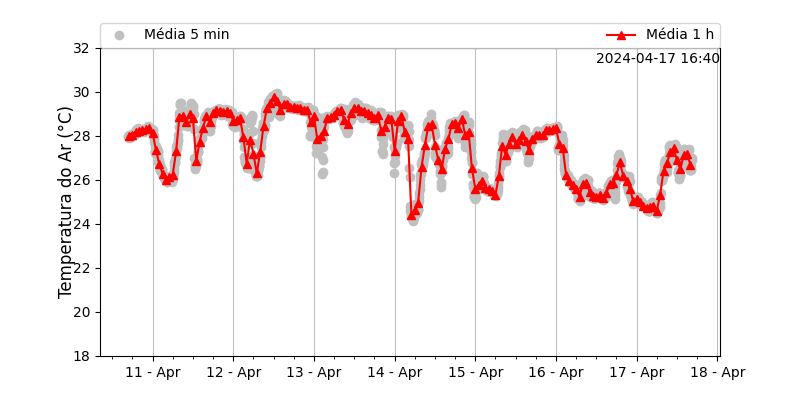 Média 5 min
Média 1 h
2024-04-17 16:40
Temperatura do Ar (°C)
32
30
28
26
24
22
20
18
11 - Apr
12 - Apr
13 - Apr
14 - Apr
15 - Apr
16 - Apr
17 - Apr
18 - Apr